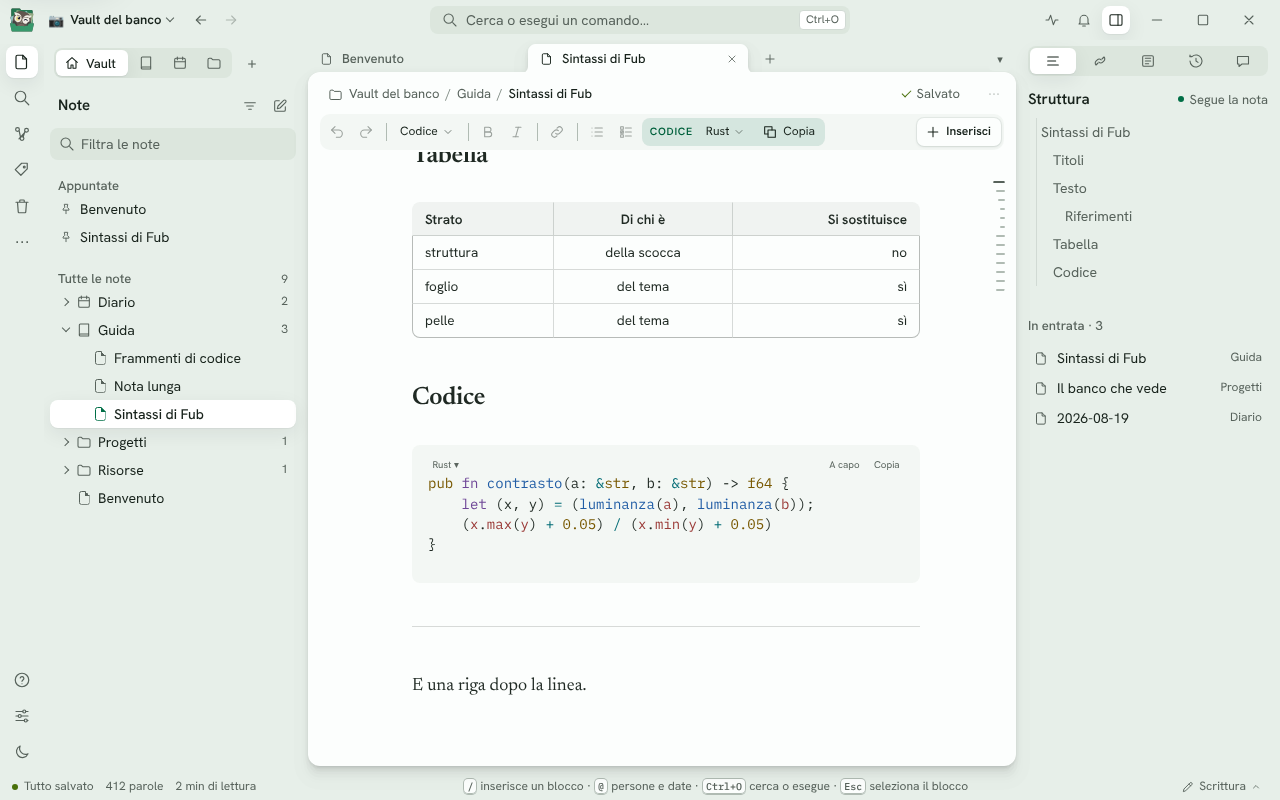 Vault del banco
Cerca o esegui un comando…
Ctrl+O
Vault
Note
Filtra le note
Appuntate
Benvenuto
Sintassi di Fub
Tutte le note 9
Diario 2
Guida 3
Frammenti di codice
Nota lunga
Sintassi di Fub
Progetti 1
Risorse 1
Benvenuto
Benvenuto
Sintassi di Fub
Vault del banco / Guida / Sintassi di Fub
Salvato
Codice
B I
CODICE Rust Copia
Inserisci
Tabella
Strato Di chi è Si sostituisce
struttura della scocca no
foglio del tema sì
pelle del tema sì
Codice
Rust ▾ A capo Copia
pub fn contrasto(a: &str, b: &str) -> f64 {
    let (x, y) = (luminanza(a), luminanza(b));
    (x.max(y) + 0.05) / (x.min(y) + 0.05)
}
E una riga dopo la linea.
Struttura
Segue la nota
Sintassi di Fub
Titoli
Testo
Riferimenti
Tabella
Codice
In entrata · 3
Sintassi di Fub Guida
Il banco che vede Progetti
2026-08-19 Diario
Tutto salvato 412 parole 2 min di lettura
/ inserisce un blocco · @ persone e date · Ctrl+O cerca o esegue · Esc seleziona il blocco
Scrittura